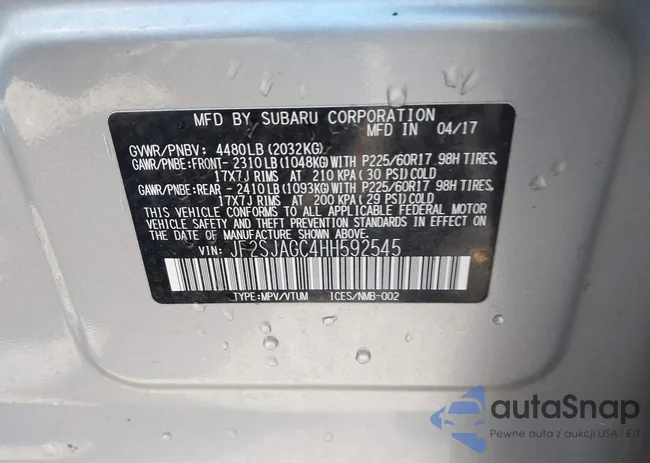 MFD BY SUBARU CORPORATION
MFD IN 04/17
GVWR/PNBV: 4480LB(2032KG)
GAWR/PNBE:FRONT-2310LB(1048KG)WITH P225/60R17 98H TIRES,
17X7J RIMS AT 210 KPA(30 PSI)COLD
GAWR/PNBE:REAR -2410LB(1093KG)WITH P225/60R17 98H TIRES,
17X7J RIMS AT 200 KPA(29 PSI)COLD
THIS VEHICLE CONFORMS TO ALL APPLICABLE FEDERAL MOTOR
VEHICLE SAFETY AND THEFT PREVENTION STANDARDS IN EFFECT
ON THE DATE OF MANUFACTURE SHOWN ABOVE.
VIN: JF2SJAGC4HH592545
TYPE:MPV/VTUM ICES/NMB-002
autoSnap
Pewne auta z aukcji USA i EU